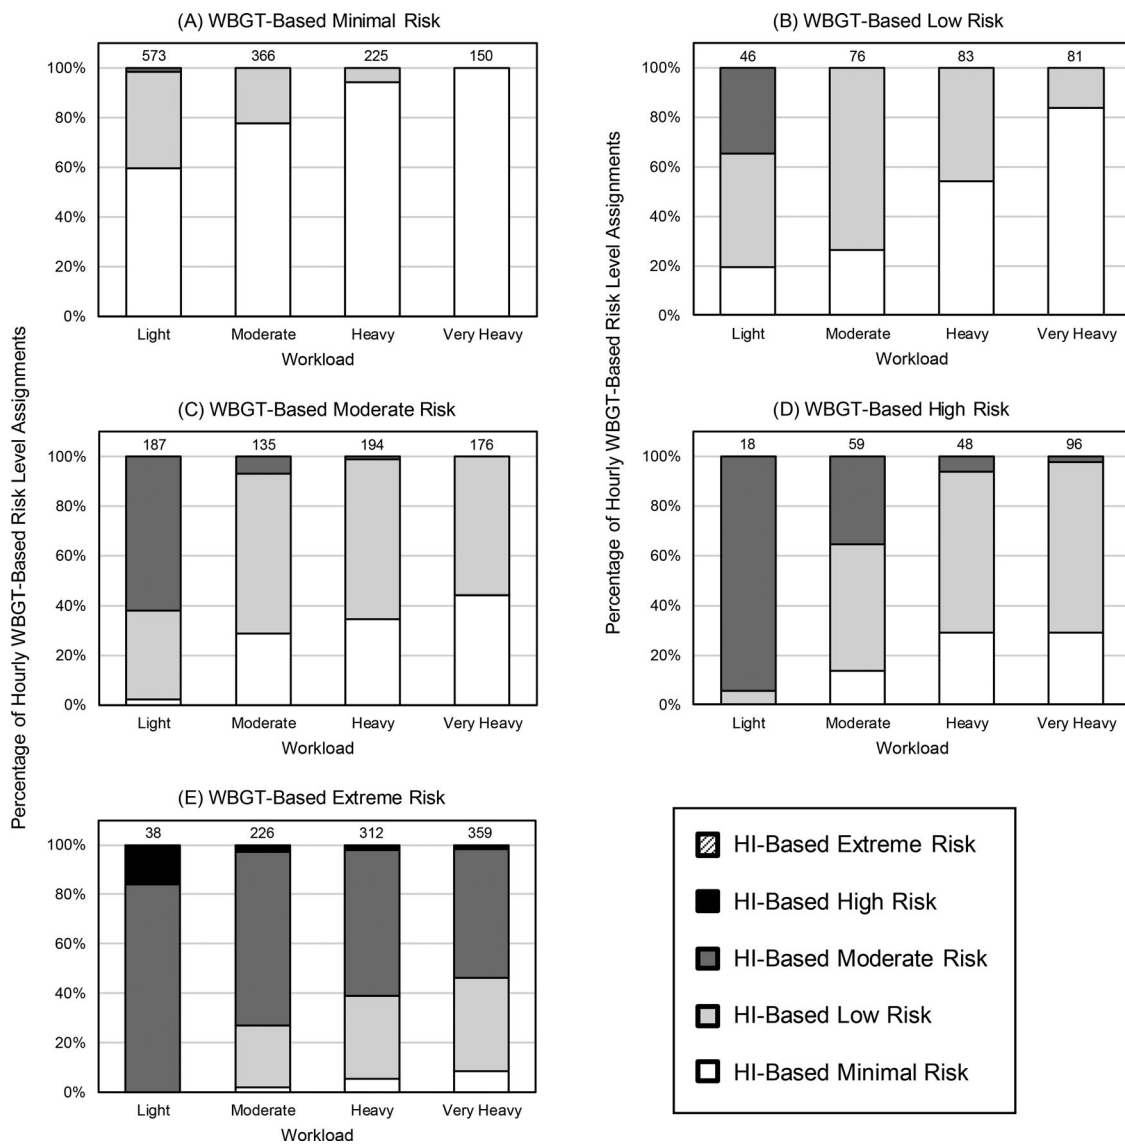 Percentage of Hourly WBGT-Based Risk Level Assignments
(A) WBGT-Based Minimal Risk
573 366 225 150
100%
80%
60%
40%
20%
0%
Light Moderate Heavy Very Heavy
Workload
Percentage of Hourly WBGT-Based Risk Level Assignments
(B) WBGT-Based Low Risk
46 76 83 81
100%
80%
60%
40%
20%
0%
Light Moderate Heavy Very Heavy
Workload
(C) WBGT-Based Moderate Risk
187 135 194 176
100%
80%
60%
40%
20%
0%
Light Moderate Heavy Very Heavy
Workload
(D) WBGT-Based High Risk
18 59 48 96
100%
80%
60%
40%
20%
0%
Light Moderate Heavy Very Heavy
Workload
(E) WBGT-Based Extreme Risk
38 226 312 359
100%
80%
60%
40%
20%
0%
Light Moderate Heavy Very Heavy
Workload
HI-Based Extreme Risk
HI-Based High Risk
HI-Based Moderate Risk
HI-Based Low Risk
HI-Based Minimal Risk